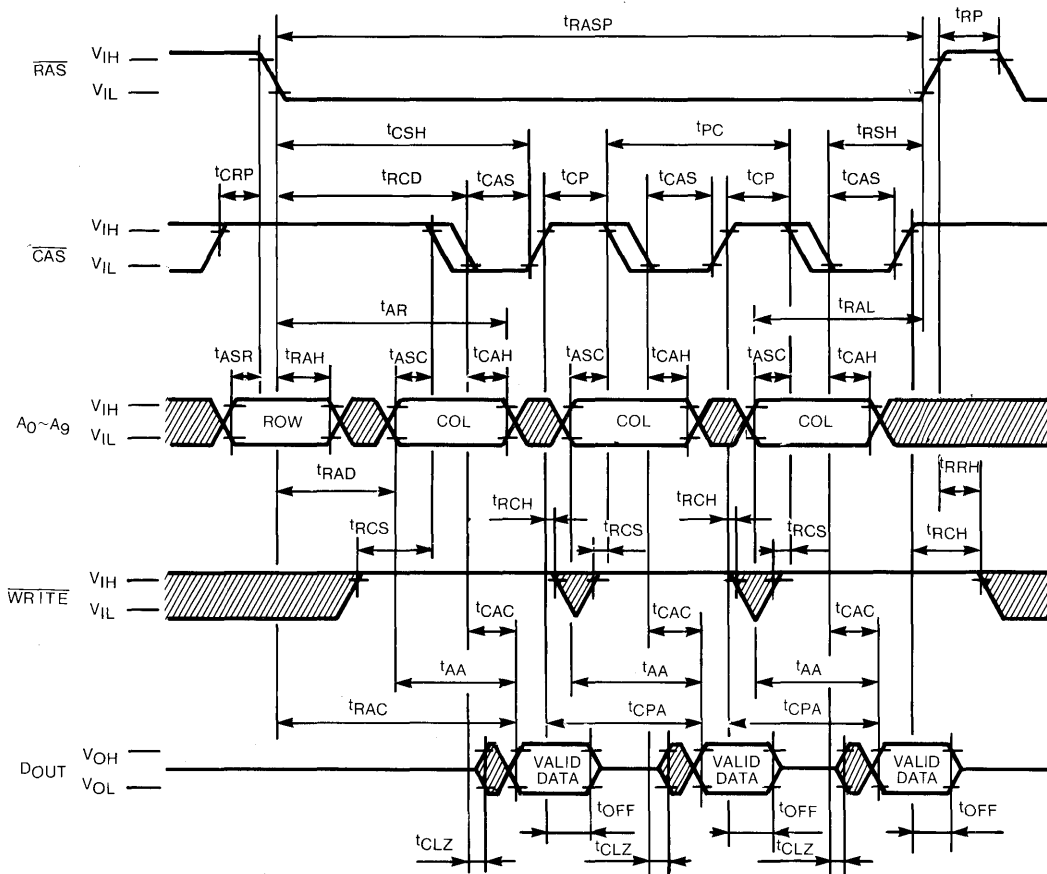 tRASP tRP
RAS VIH
VIL
tCSH tPC tRSH
tCRP tRCD tCAS tCP tCAS tCP tCAS
CAS VIH
VIL
tAR tRAL
tASR tRAH tASC tCAH tASC tCAH tASC tCAH
A0~A9 VIH
VIL
ROW COL COL COL
tRAD tRRH
tRCS tRCH tRCS tRCH tRCS tRCH
WRITE VIH
VIL
tCAC tCAC tCAC
tAA tAA tAA
tRAC tCPA tCPA
DOUT VOH
VOL
VALID DATA VALID DATA VALID DATA
tOFF tOFF tOFF
tCLZ tCLZ tCLZ